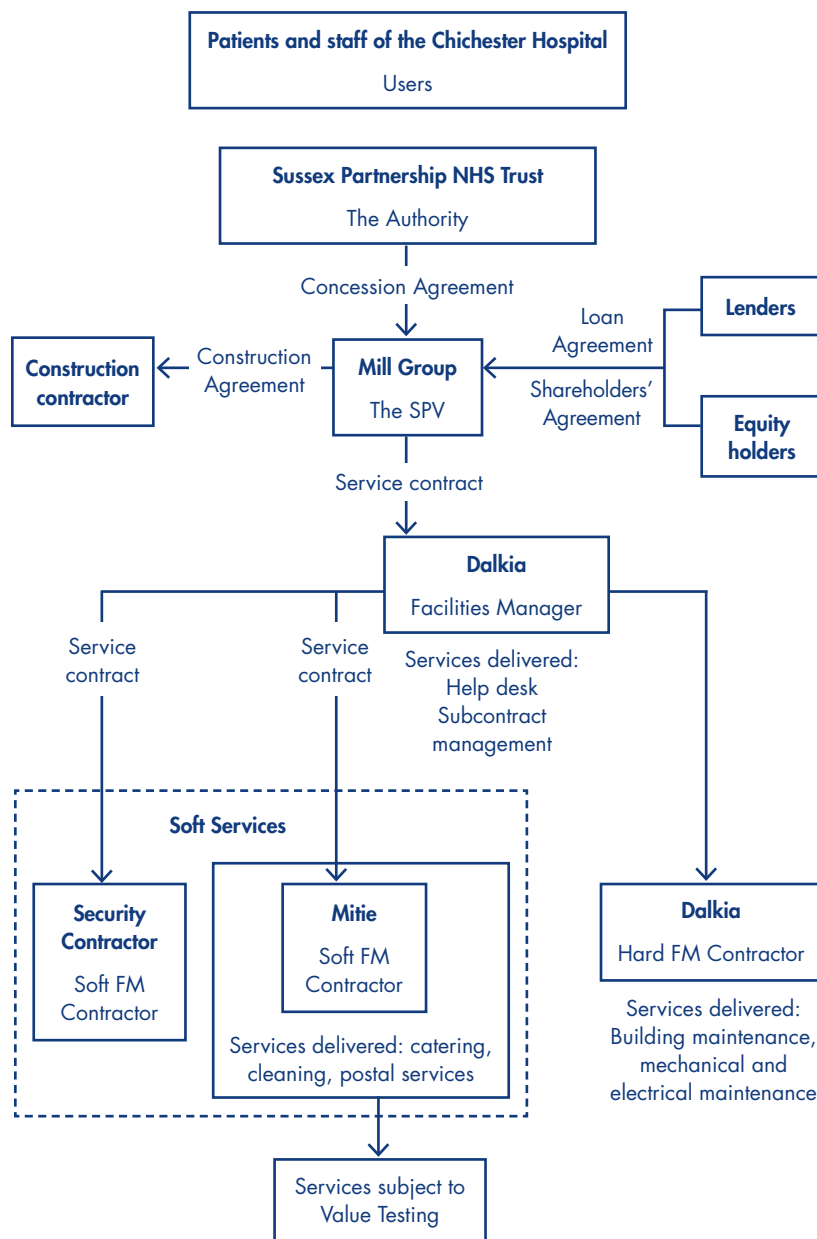 Patients and staff of the Chichester Hospital
Users
Sussex Partnership NHS Trust
The Authority
Concession Agreement
Lenders
Loan
Agreement
Construction
contractor
Construction
Agreement
Mill Group
The SPV
Shareholders’
Agreement
Equity
holders
Service contract
Dalkia
Facilities Manager
Service
contract
Service
contract
Services delivered:
Help desk
Subcontract
management
Soft Services
Security
Contractor
Soft FM
Contractor
Mitie
Soft FM
Contractor
Services delivered: catering,
cleaning, postal services
Dalkia
Hard FM Contractor
Services delivered:
Building maintenance,
mechanical and
electrical maintenance
Services subject to
Value Testing